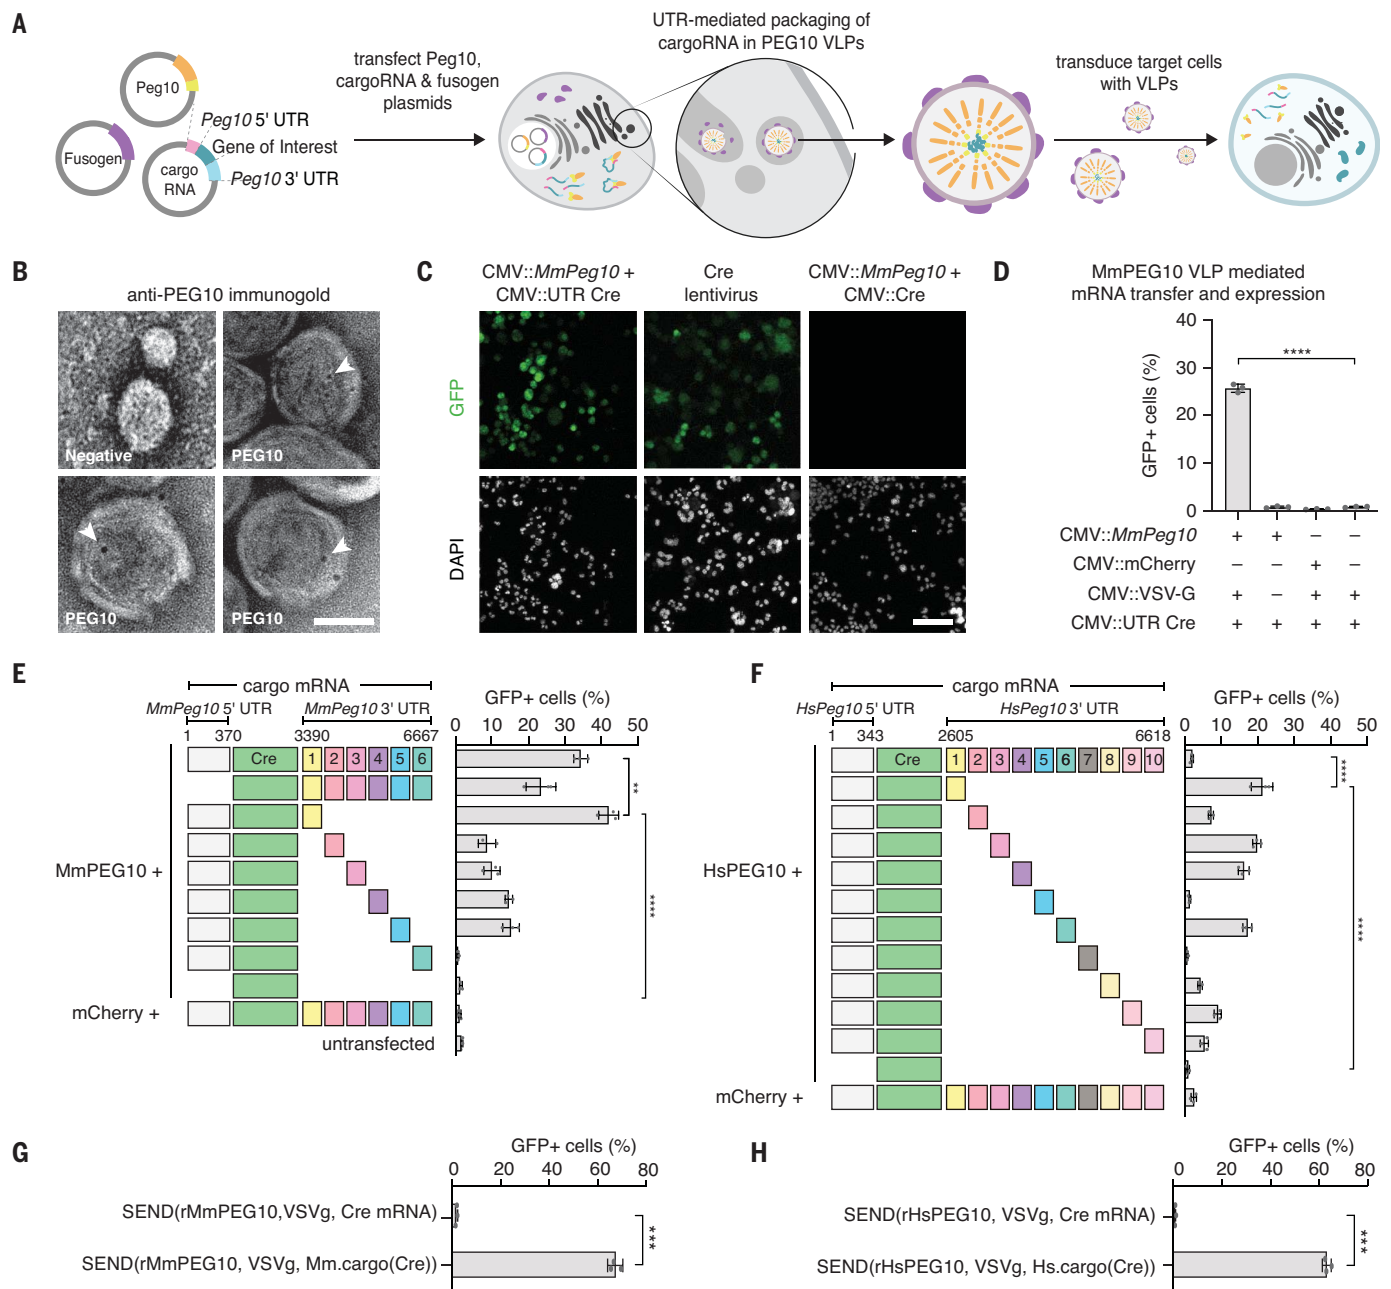 A
Peg10
Fusogen
cargo
RNA
Peg10 5' UTR
Gene of Interest
Peg10 3' UTR
transfect Peg10,
cargoRNA & fusogen
plasmids
UTR-mediated packaging of
cargoRNA in PEG10 VLPs
transduce target cells
with VLPs
B
anti-PEG10 immunogold
Negative
PEG10
PEG10
PEG10
C
CMV::MmPeg10 +
CMV::UTR Cre
Cre
lentivirus
CMV::MmPeg10 +
CMV::Cre
GFP
DAPI
D
MmPEG10 VLP mediated
mRNA transfer and expression
GFP+ cells (%)
40
30
20
10
0
****
CMV::MmPeg10 + + – –
CMV::mCherry – – + –
CMV::VSV-G + – + +
CMV::UTR Cre + + + +
E
cargo mRNA
MmPeg10 5' UTR
MmPeg10 3' UTR
1 370 3390 6667
Cre 1 2 3 4 5 6
MmPEG10 +
mCherry +
untransfected
GFP+ cells (%)
0 10 20 30 40 50
**
****
F
cargo mRNA
HsPeg10 5' UTR
HsPeg10 3' UTR
1 343 2605 6618
Cre 1 2 3 4 5 6 7 8 9 10
HsPEG10 +
mCherry +
GFP+ cells (%)
0 10 20 30 40 50
****
****
G
GFP+ cells (%)
0 20 40 60 80
SEND(rMmPEG10,VSVg, Cre mRNA)
SEND(rMmPEG10, VSVg, Mm.cargo(Cre))
***
H
GFP+ cells (%)
0 20 40 60 80
SEND(rHsPEG10, VSVg, Cre mRNA)
SEND(rHsPEG10, VSVg, Hs.cargo(Cre))
***